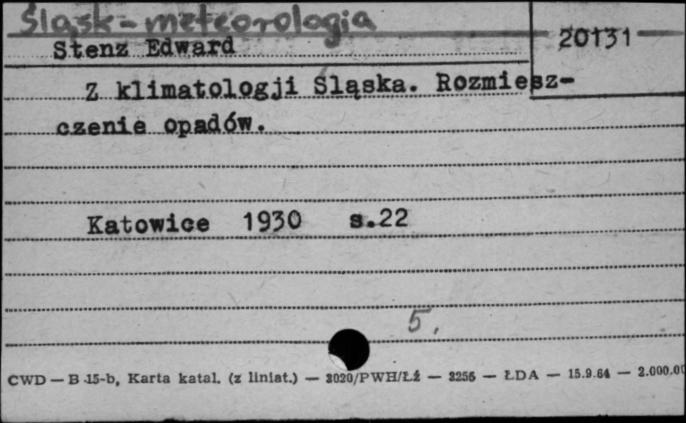 Śląsk - meteorologia
Stenz Edward
20131
Z klimatologji Śląska. Rozmiesz-
czenie opadów.
Katowice 1930 s.22
5.
CWD — B 15-b, Karta katal. (z liniat.) — 3020/PWH/Łź — 3256 — ŁDA — 15.9.64 — 2.000.00